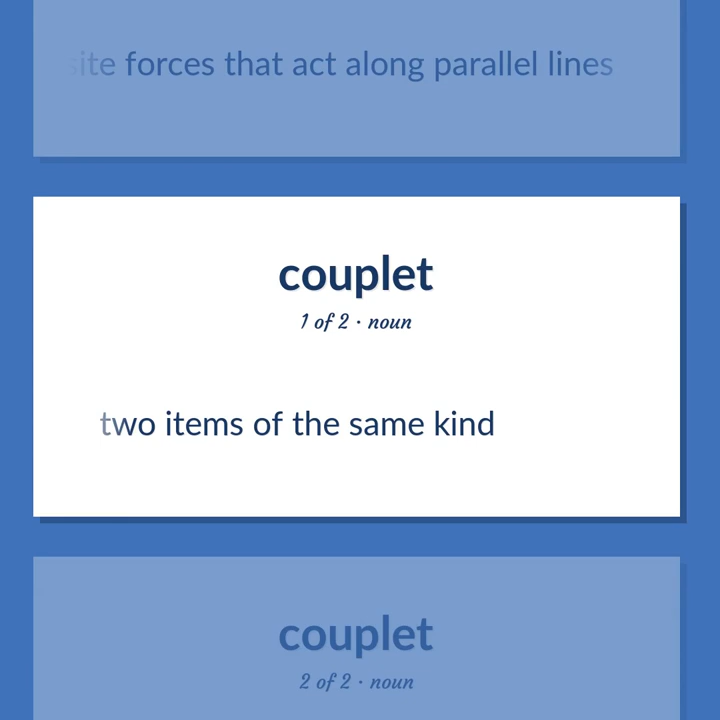 forces that act along parallel lines
couplet
1 of 2 · noun
two items of the same kind
couplet
2 of 2 · noun